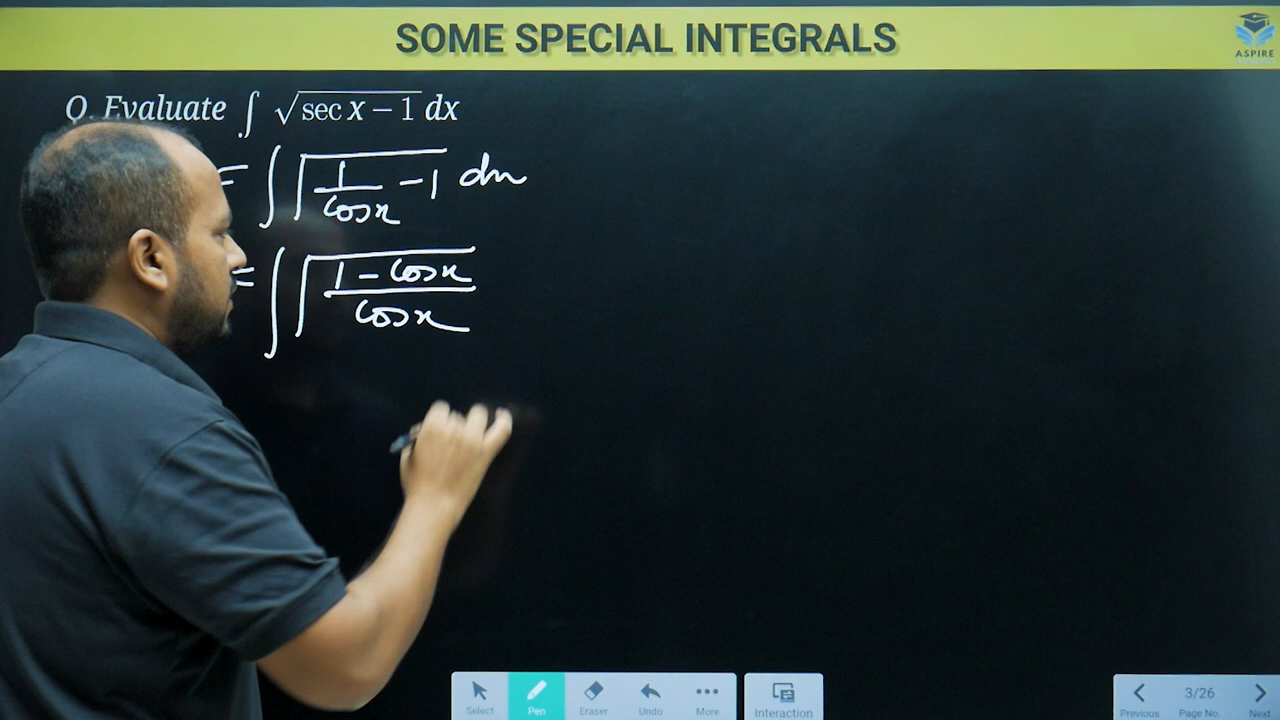 SOME SPECIAL INTEGRALS
ASPIRE
Q. Evaluate ∫ √(sec x − 1) dx
= ∫ √(1/cosx − 1) dx
= ∫ √((1 − cosx)/cosx)
Select Pen Eraser Undo More Interaction
Previous 3/26 Page No. Next